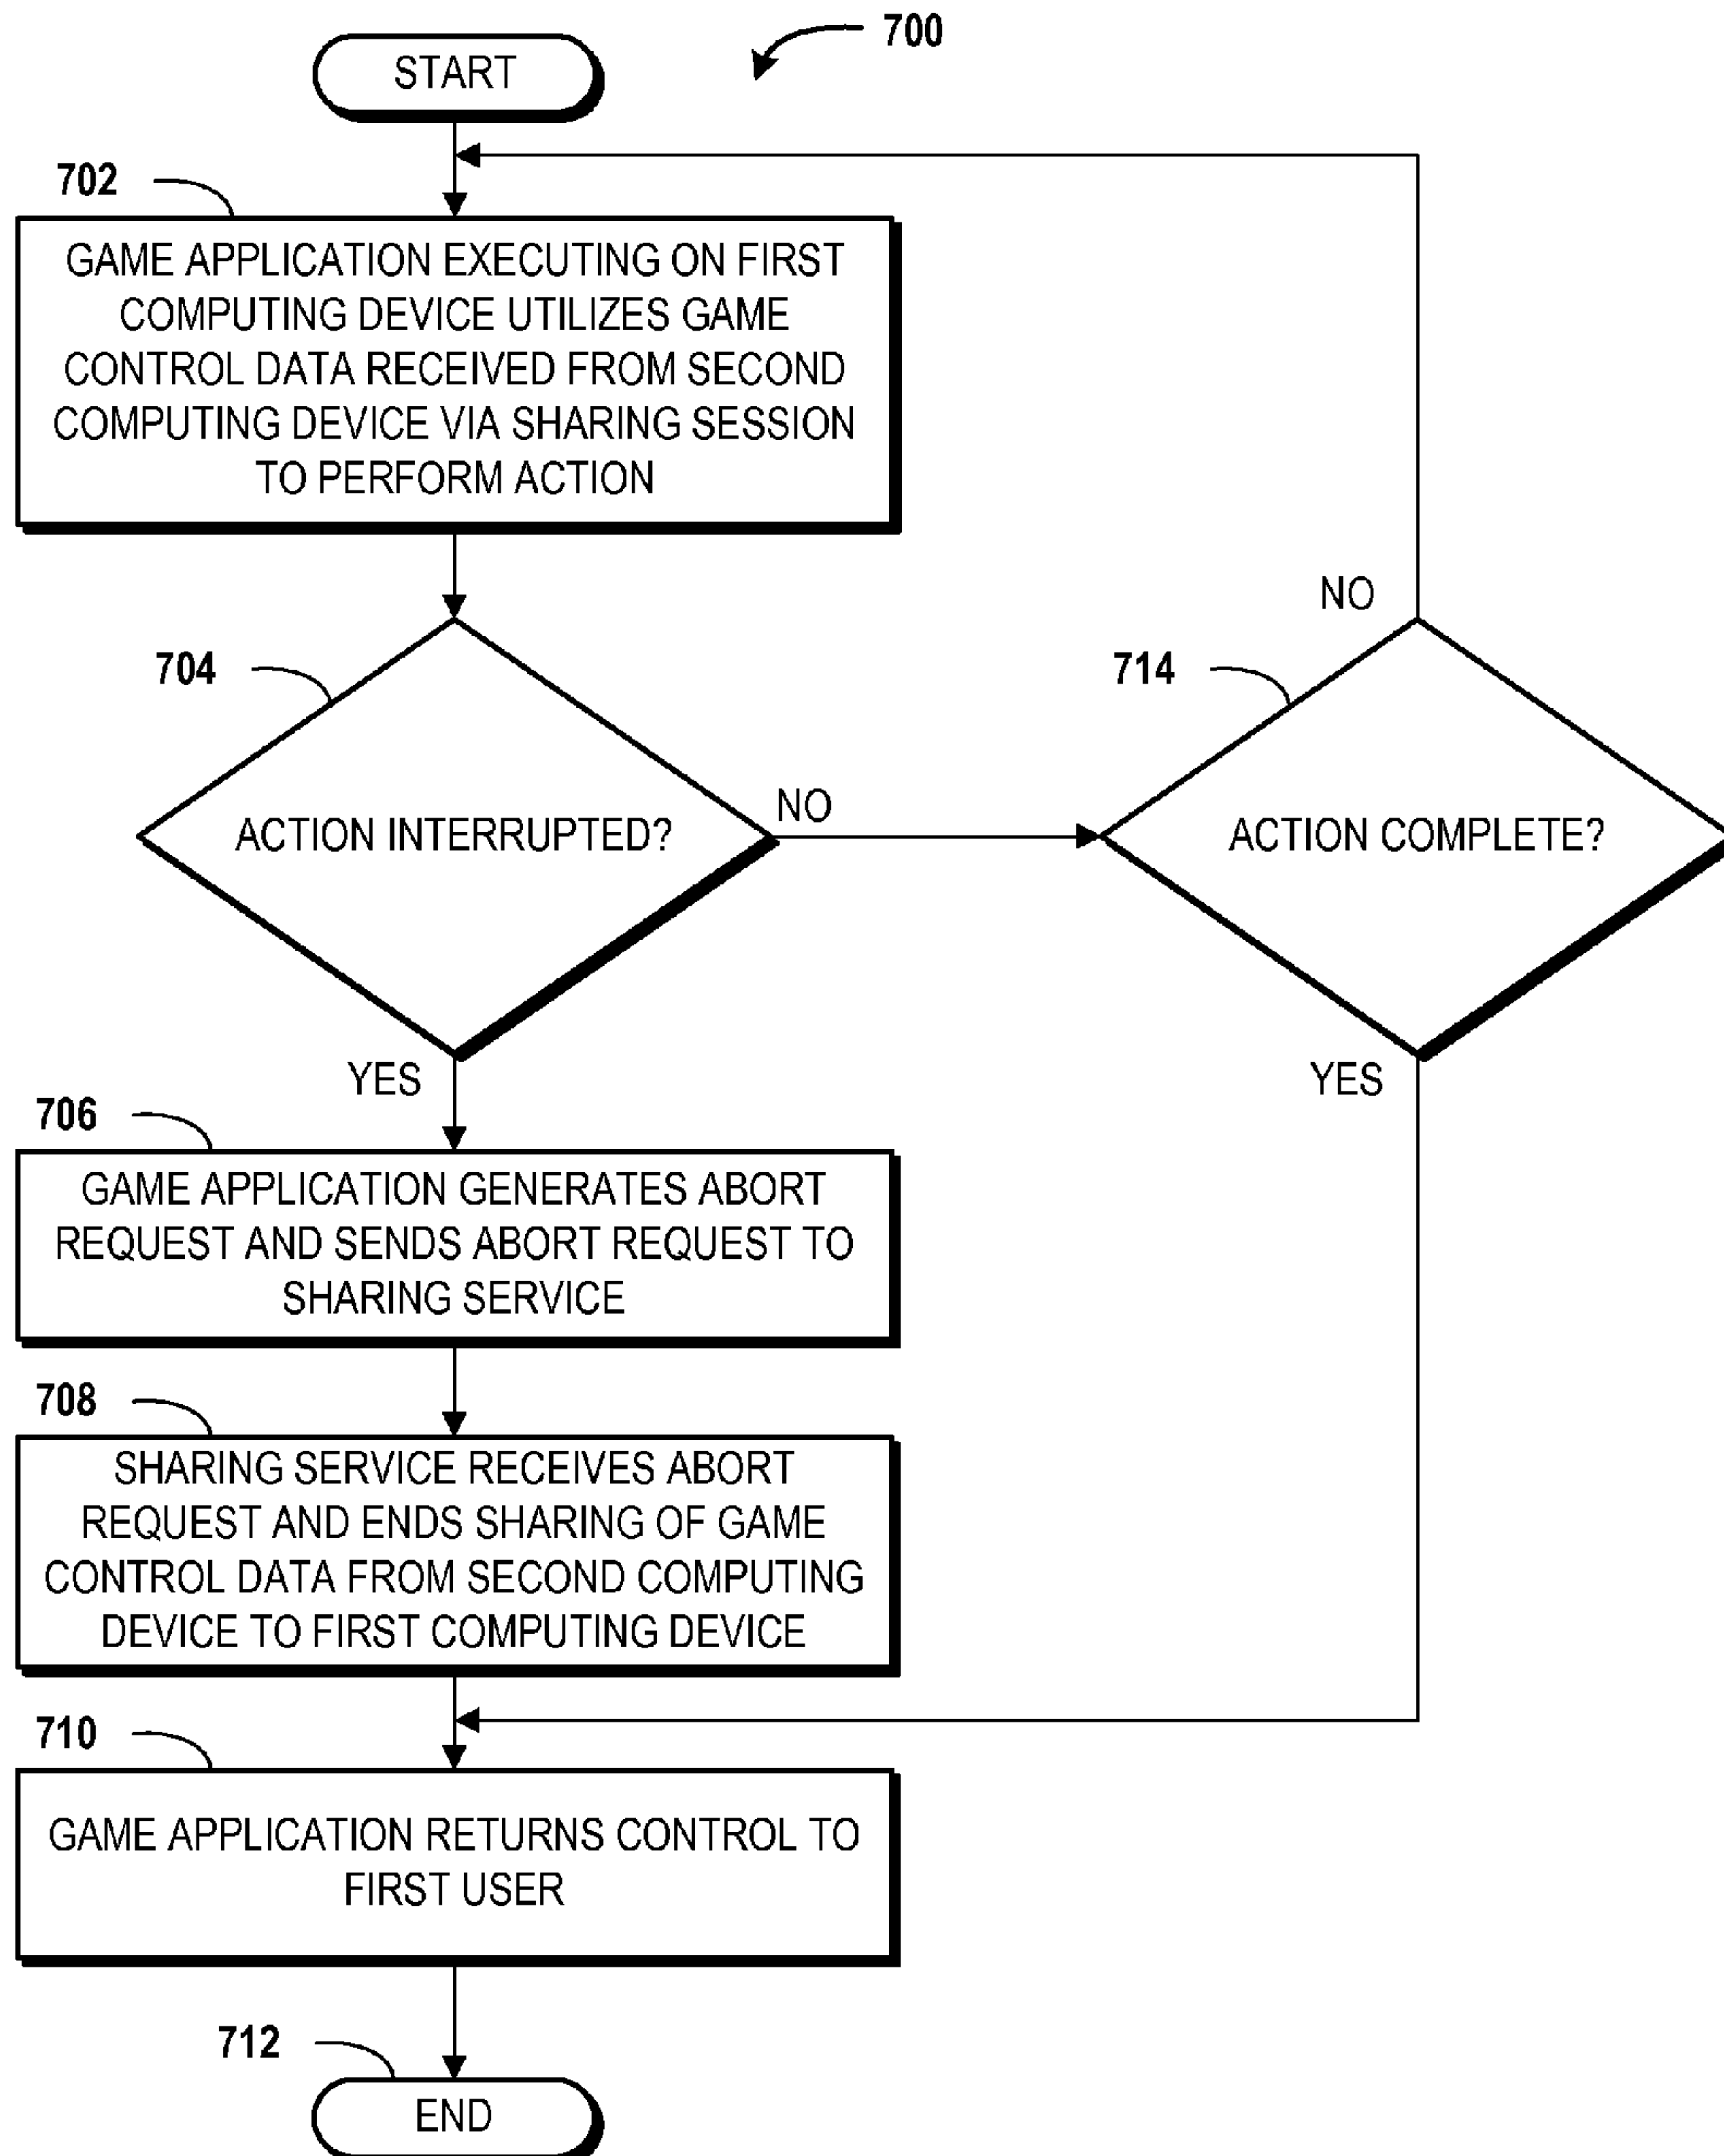 700
START
702
GAME APPLICATION EXECUTING ON FIRST
COMPUTING DEVICE UTILIZES GAME
CONTROL DATA RECEIVED FROM SECOND
COMPUTING DEVICE VIA SHARING SESSION
TO PERFORM ACTION
704
ACTION INTERRUPTED?
NO
714
NO
ACTION COMPLETE?
YES
YES
706
GAME APPLICATION GENERATES ABORT
REQUEST AND SENDS ABORT REQUEST TO
SHARING SERVICE
708
SHARING SERVICE RECEIVES ABORT
REQUEST AND ENDS SHARING OF GAME
CONTROL DATA FROM SECOND COMPUTING
DEVICE TO FIRST COMPUTING DEVICE
710
GAME APPLICATION RETURNS CONTROL TO
FIRST USER
712
END